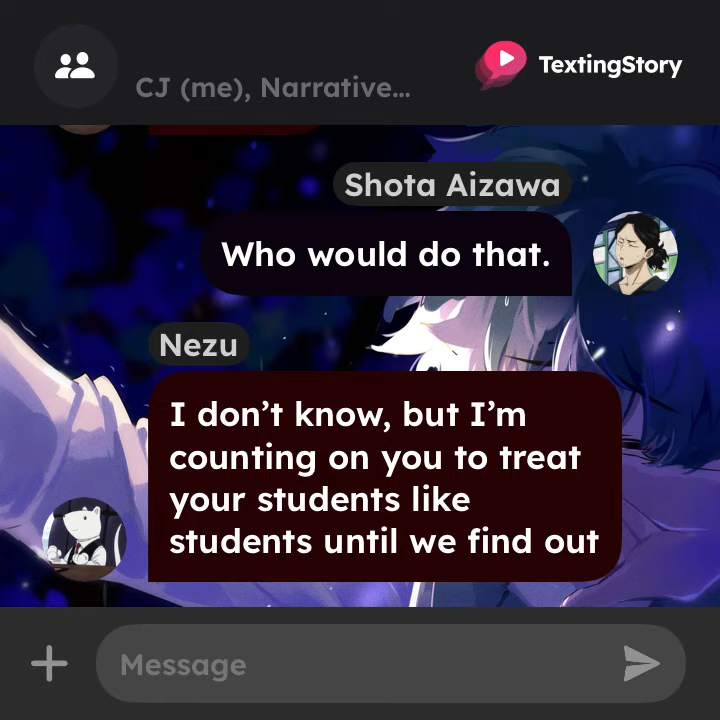 TextingStory
CJ (me), Narrative...
Shota Aizawa
Who would do that.
Nezu
I don’t know, but I’m
counting on you to treat
your students like
students until we find out
Message